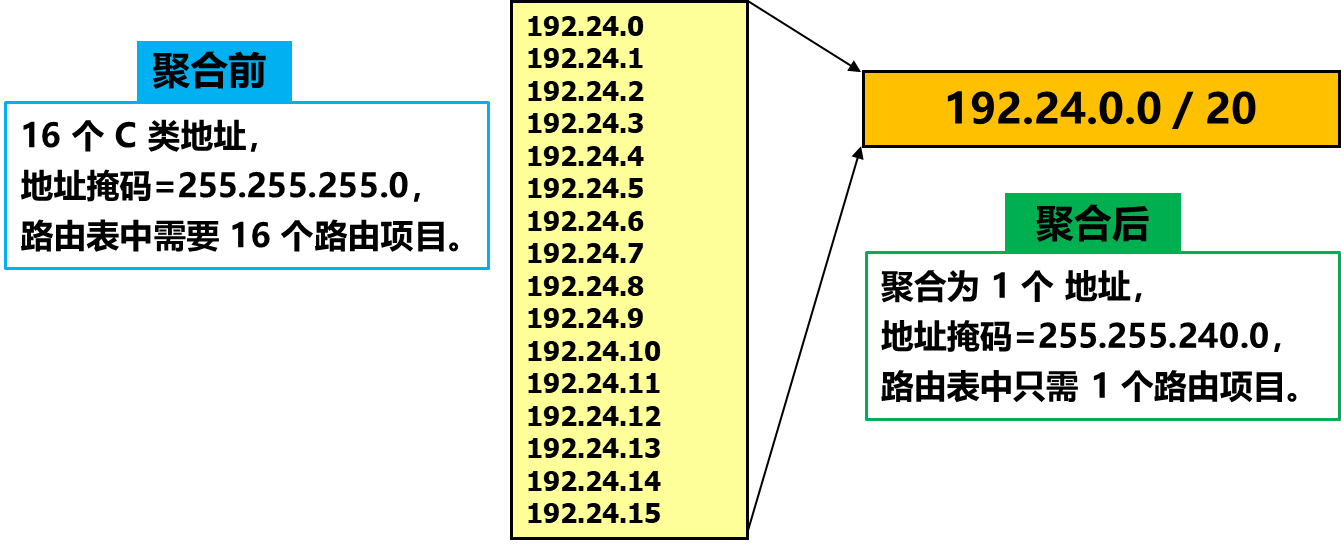 聚合前
16 个 C 类地址，
地址掩码=255.255.255.0，
路由表中需要 16 个路由项目。
192.24.0
192.24.1
192.24.2
192.24.3
192.24.4
192.24.5
192.24.6
192.24.7
192.24.8
192.24.9
192.24.10
192.24.11
192.24.12
192.24.13
192.24.14
192.24.15
192.24.0.0 / 20
聚合后
聚合为 1 个 地址，
地址掩码=255.255.240.0，
路由表中只需 1 个路由项目。